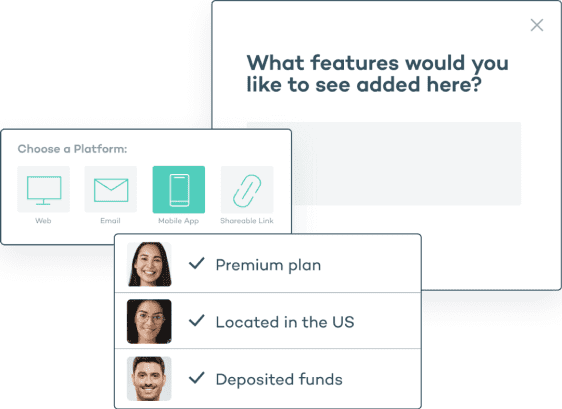 What features would you
like to see added here?
Choose a Platform:
Web
Email
Mobile App
Shareable Link
Premium plan
Located in the US
Deposited funds